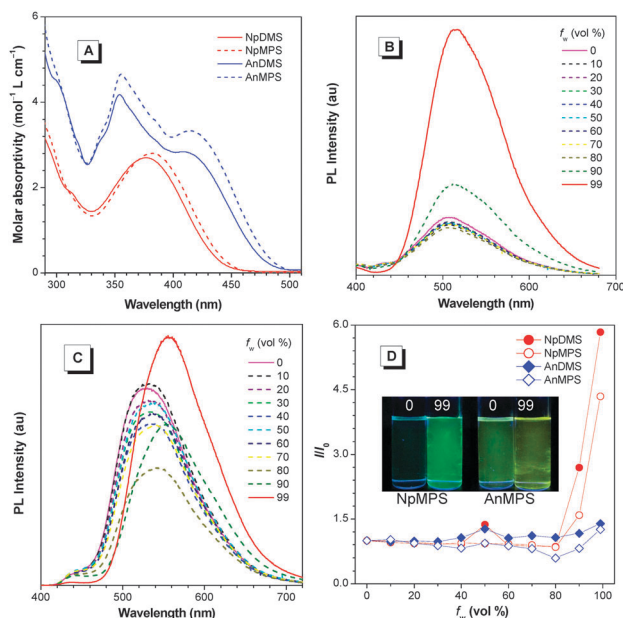 A
NpDMS
NpMPS
AnDMS
AnMPS
Molar absorptivity (mol⁻¹ L cm⁻¹)
6
4
2
0
300 350 400 450 500
Wavelength (nm)
B
fw (vol %)
0
10
20
30
40
50
60
70
80
90
99
PL Intensity (au)
400 500 600 700
Wavelength (nm)
C
fw (vol %)
0
10
20
30
40
50
60
70
80
90
99
PL Intensity (au)
400 500 600 700
Wavelength (nm)
D
NpDMS
NpMPS
AnDMS
AnMPS
0 99 0 99
NpMPS AnMPS
I/I0
6.0
4.5
3.0
1.5
0.0
0 20 40 60 80 100
fw (vol %)